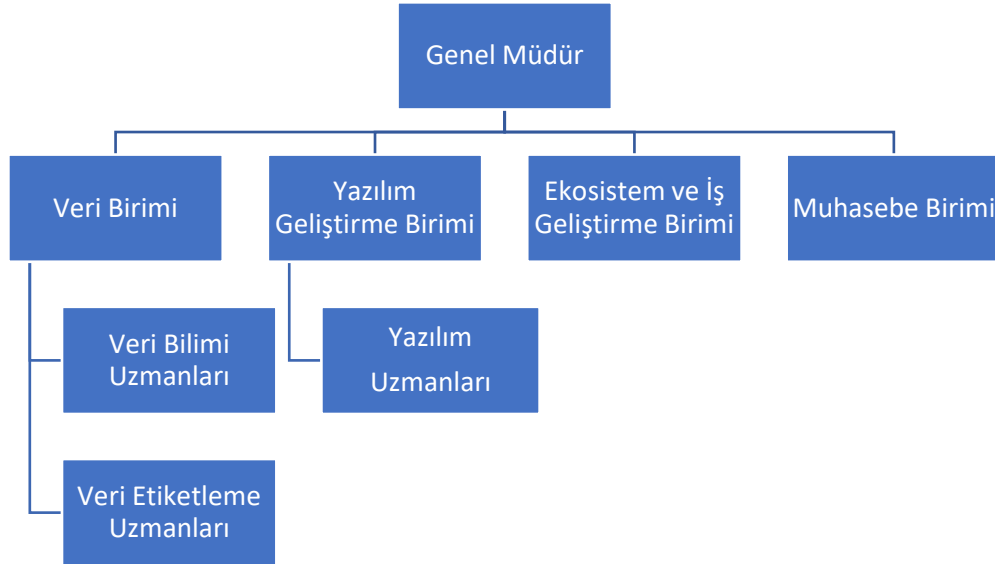 Genel Müdür
Veri Birimi
Yazılım
Geliştirme Birimi
Ekosistem ve İş
Geliştirme Birimi
Muhasebe Birimi
Veri Bilimi
Uzmanları
Yazılım
Uzmanları
Veri Etiketleme
Uzmanları